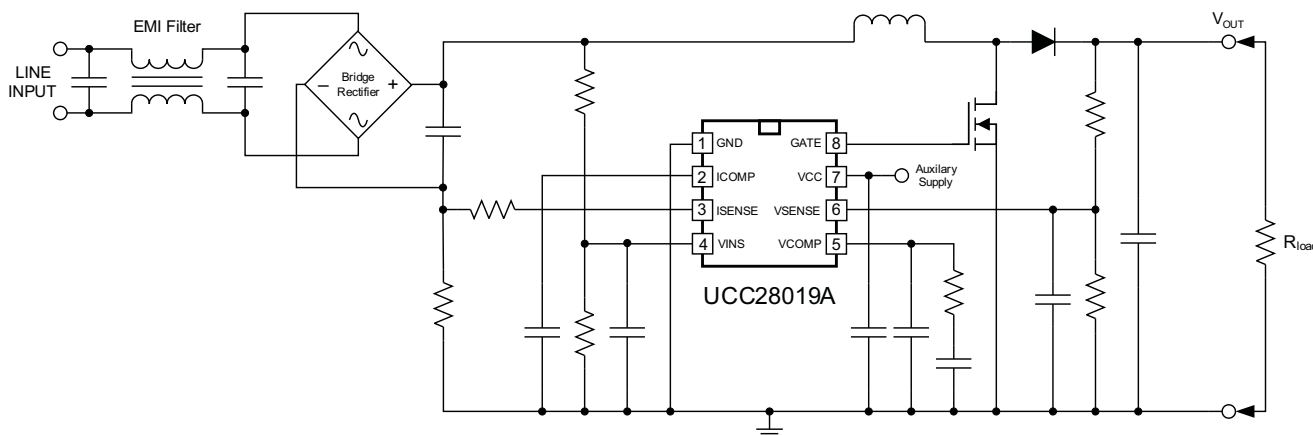 EMI Filter
LINE
INPUT
Bridge
Rectifier
− +
V_OUT
1 GND
GATE 8
2 ICOMP
VCC 7
Auxilary
Supply
3 ISENSE
VSENSE 6
4 VINS
VCOMP 5
UCC28019A
R_load